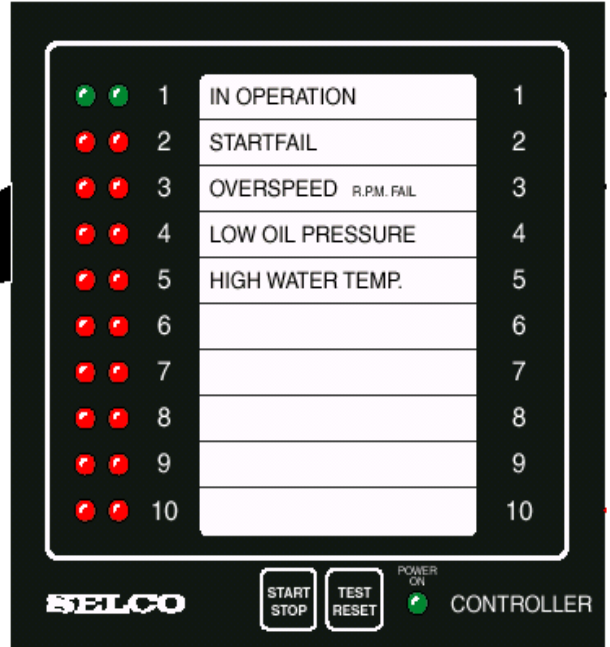 1 IN OPERATION 1
2 STARTFAIL 2
3 OVERSPEED R.P.M. FAIL 3
4 LOW OIL PRESSURE 4
5 HIGH WATER TEMP. 5
6 6
7 7
8 8
9 9
10 10
POWER
ON
START
STOP
TEST
RESET
SELCO
CONTROLLER